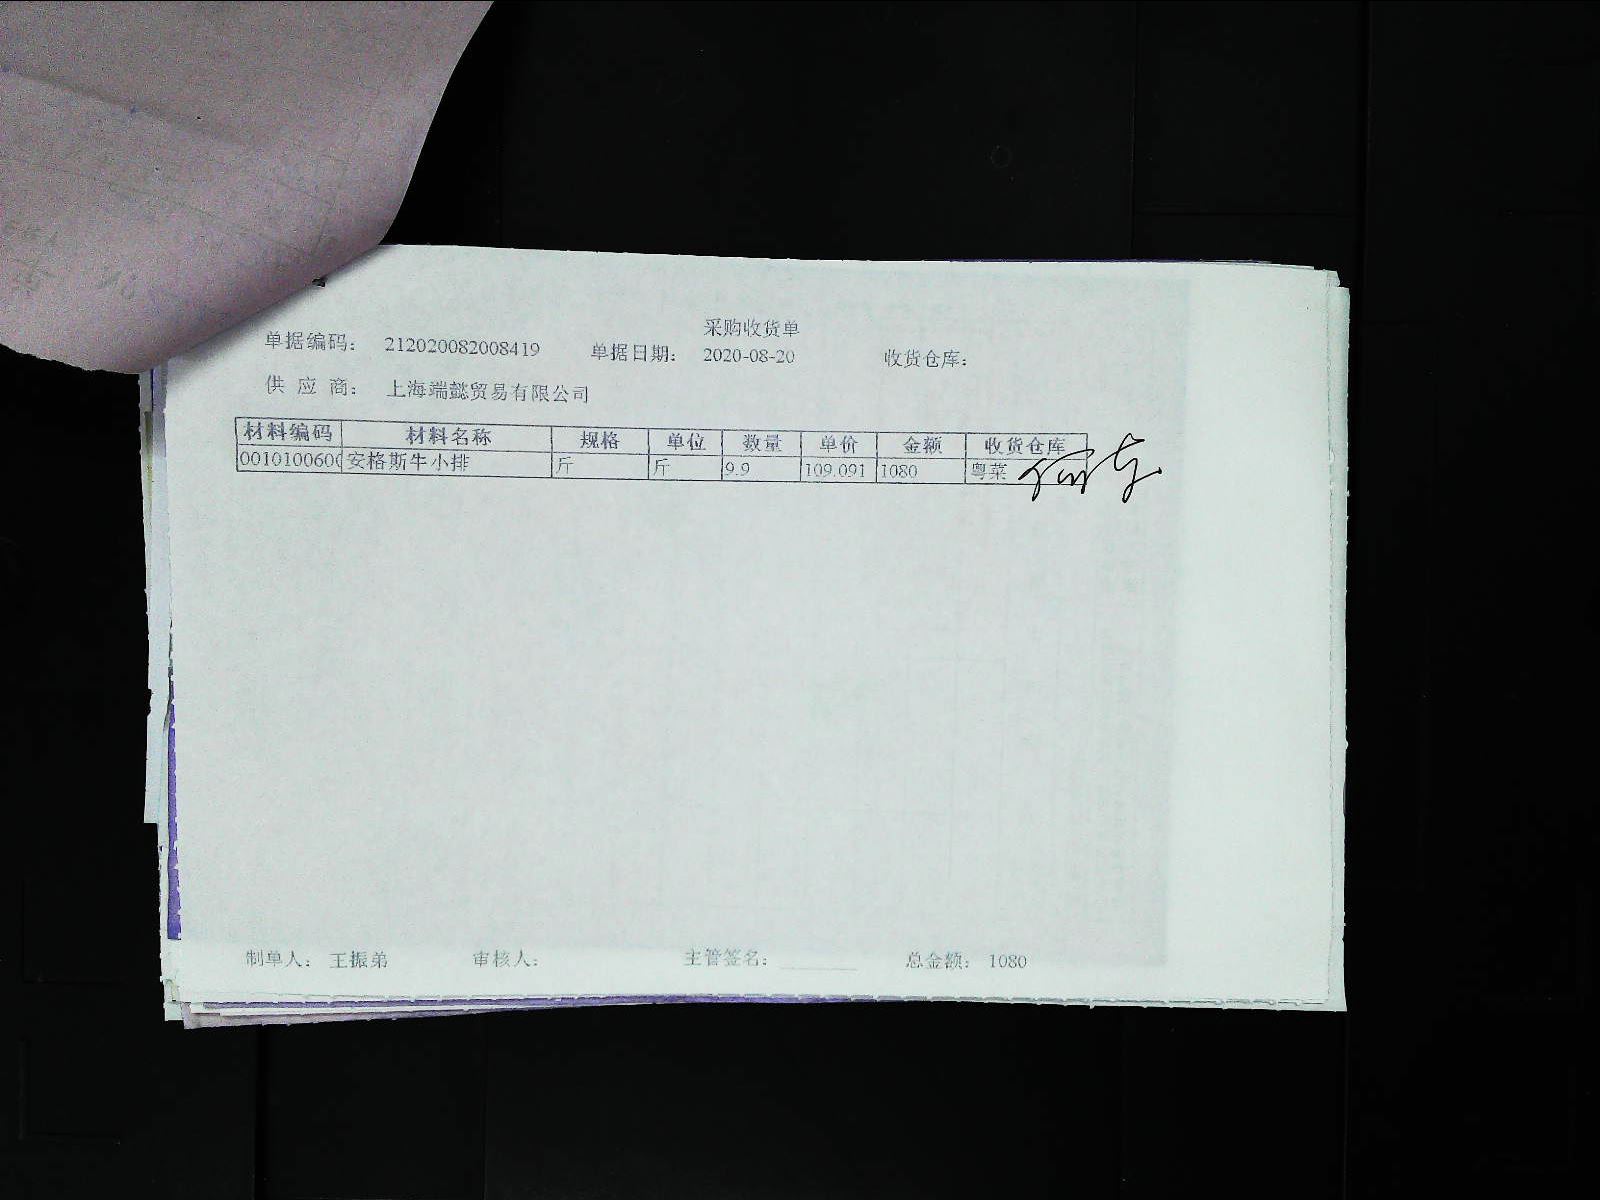 采购收货单
单据编码： 212020082008419 单据日期： 2020-08-20 收货仓库：
供 应 商： 上海端懿贸易有限公司
材料编码 材料名称 规格 单位 数量 单价 金额 收货仓库
001010060 安格斯牛小排 斤 斤 9.9 109.091 1080 粤菜
制单人： 王振弟 审核人： 主管签名： 总金额： 1080